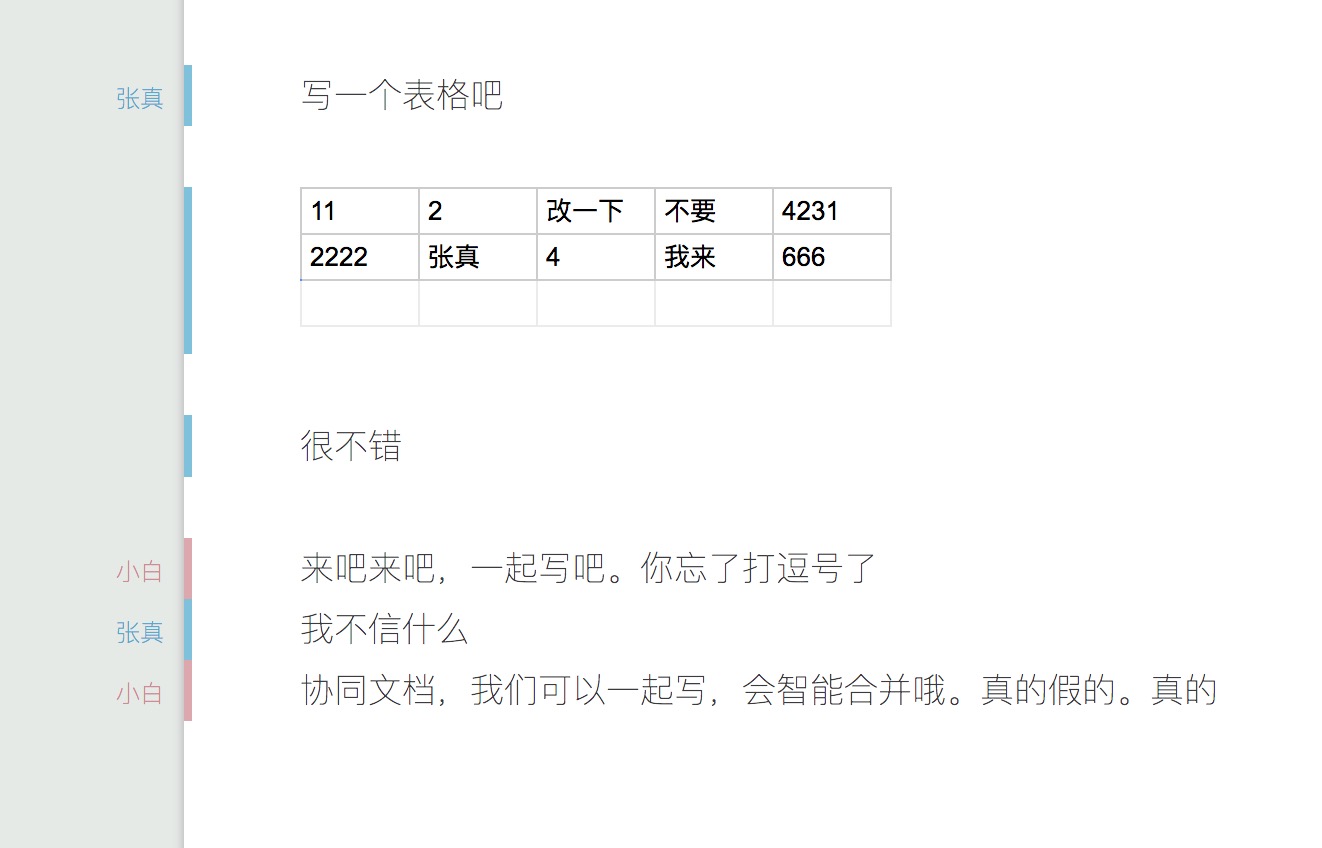 张真 写一个表格吧
11 2 改一下 不要 4231
2222 张真 4 我来 666
很不错
小白 来吧来吧，一起写吧。你忘了打逗号了
张真 我不信什么
小白 协同文档，我们可以一起写，会智能合并哦。真的假的。真的